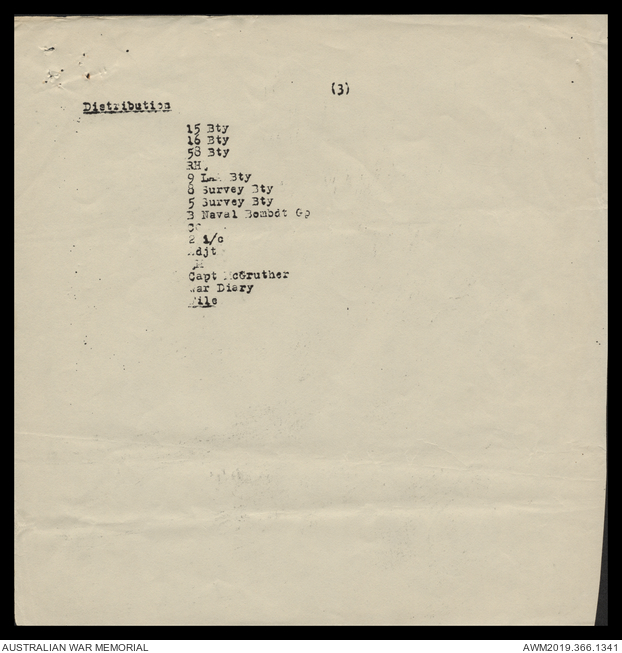 (3)
Distribution
15 Bty
16 Bty
58 Bty
9 Bty
8 Survey Bty
5 Survey Bty
3 Naval Bombdt Gp
2 i/c
Capt McGruther
War Diary
File
AUSTRALIAN WAR MEMORIAL
AWM2019.366.1341